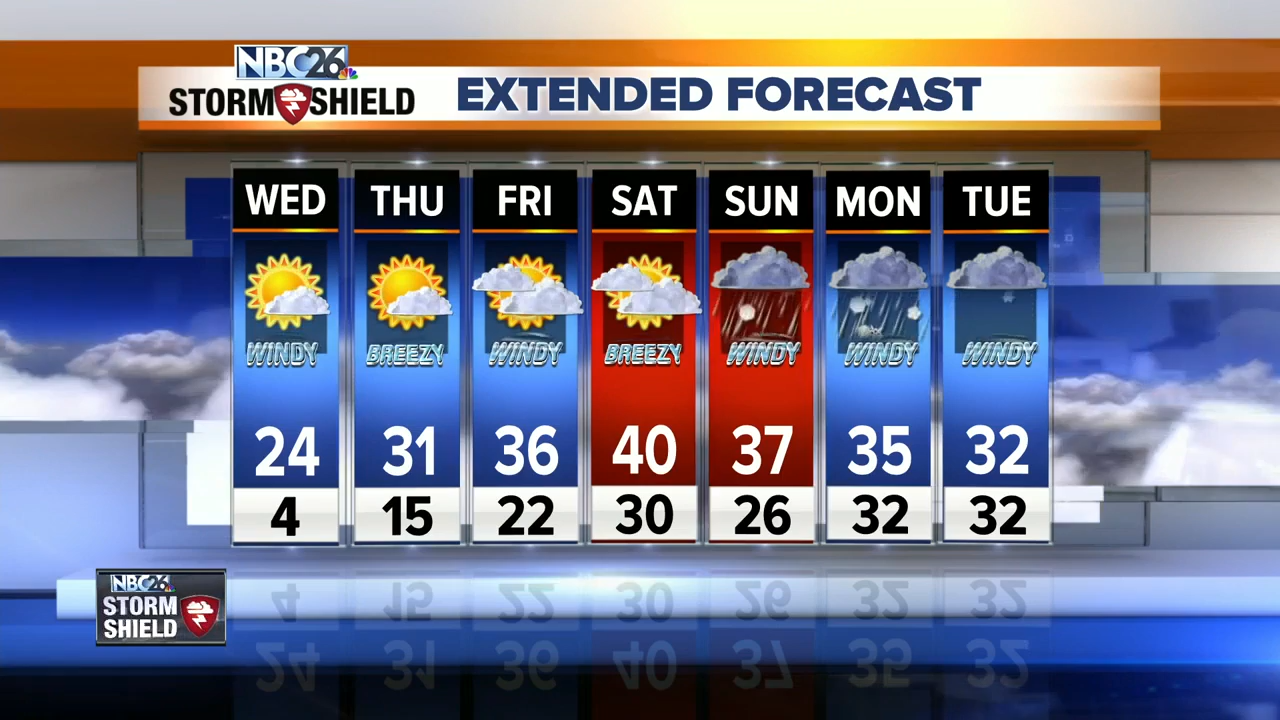 NBC26
STORM SHIELD
EXTENDED FORECAST
WED THU FRI SAT SUN MON TUE
WINDY BREEZY WINDY BREEZY WINDY WINDY WINDY
24 31 36 40 37 35 32
4 15 22 30 26 32 32
NBC26
STORM
SHIELD